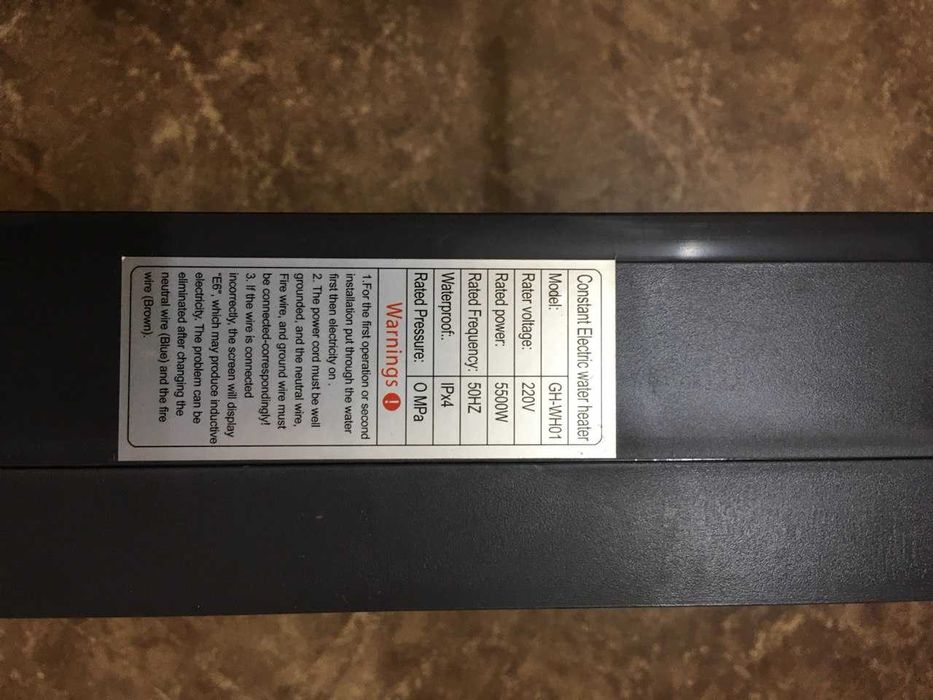 Constant Electric water heater
Model: GH-WH01
Rater voltage: 220V
Rated power: 5500W
Rated Frequency: 50HZ
Waterproof:. IPx4
Rated Pressure: O MPa
Warnings !
1.For the first operation or second
installation put through the water
first then electricity on .
2. The power cord must be well
grounded, and the neutral wire,
Fire wire, and ground wire must
be connected-correspondingly!
3. If the wire is connected
incorrectly, the screen will display
"E6", which may produce inductive
electricity. The problem can be
eliminated after changing the
neutral wire (Blue) and the fire
wire (Brown).